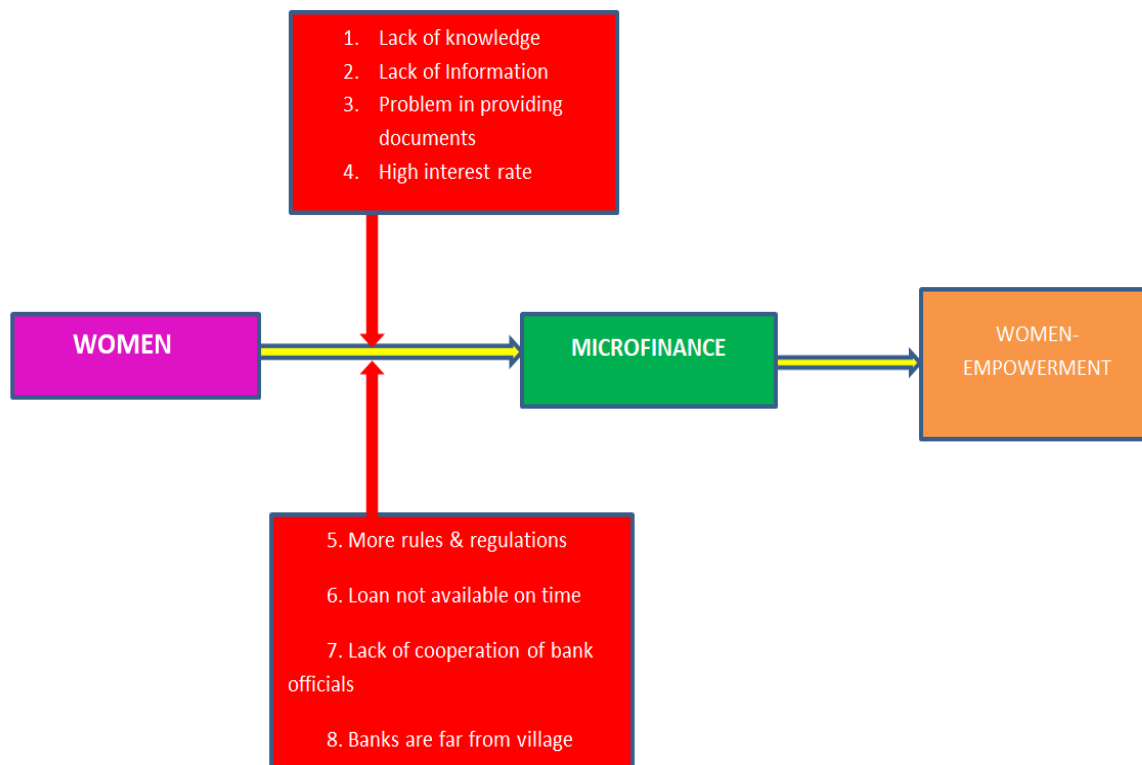 1. Lack of knowledge
2. Lack of Information
3. Problem in providing
documents
4. High interest rate
WOMEN
MICROFINANCE
WOMEN-
EMPOWERMENT
5. More rules & regulations
6. Loan not available on time
7. Lack of cooperation of bank
officials
8. Banks are far from village